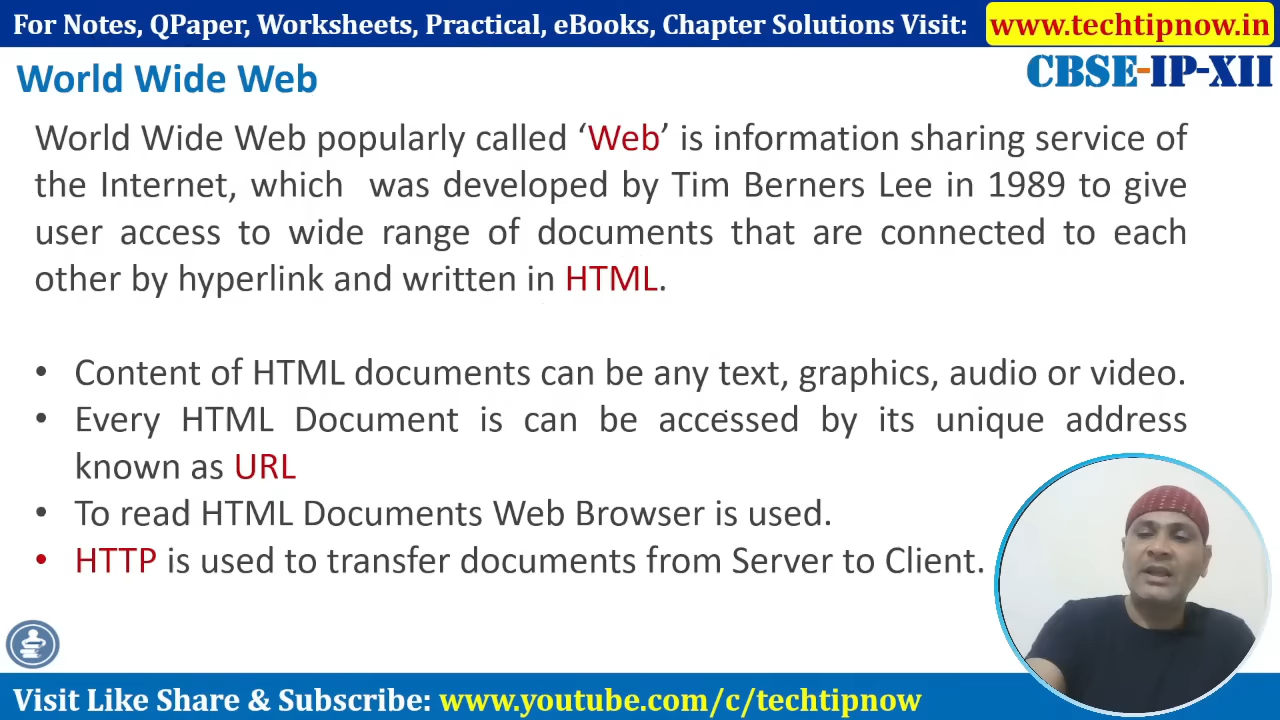 For Notes, QPaper, Worksheets, Practical, eBooks, Chapter Solutions Visit: www.techtipnow.in
World Wide Web
CBSE-IP-XII
World Wide Web popularly called ‘Web’ is information sharing service of
the Internet, which was developed by Tim Berners Lee in 1989 to give
user access to wide range of documents that are connected to each
other by hyperlink and written in HTML.
• Content of HTML documents can be any text, graphics, audio or video.
• Every HTML Document is can be accessed by its unique address
known as URL
• To read HTML Documents Web Browser is used.
• HTTP is used to transfer documents from Server to Client.
Visit Like Share & Subscribe: www.youtube.com/c/techtipnow